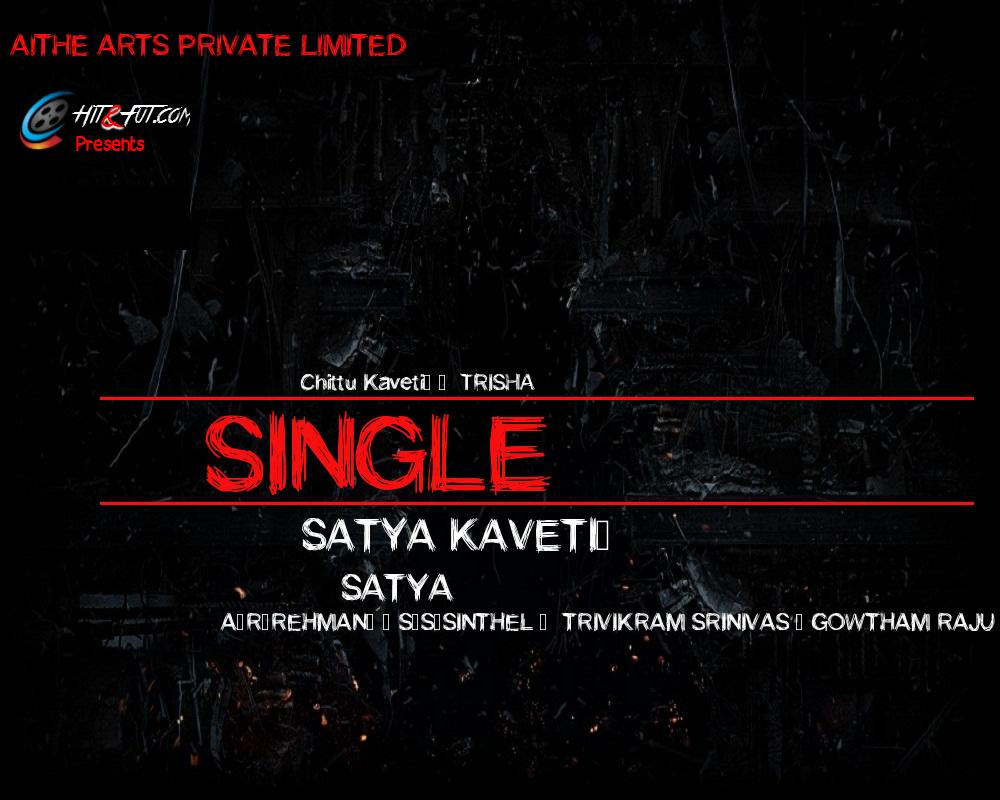 AITHE ARTS PRIVATE LIMITED
HIT&FUT.COM
Presents
Chittu Kaveti▯ ▯ TRISHA
SINGLE
SATYA KAVETI▯
SATYA
A▯R▯REHMAN▯ ▯ S▯S▯SINTHEL ▯ TRIVIKRAM SRINIVAS ▯ GOWTHAM RAJU